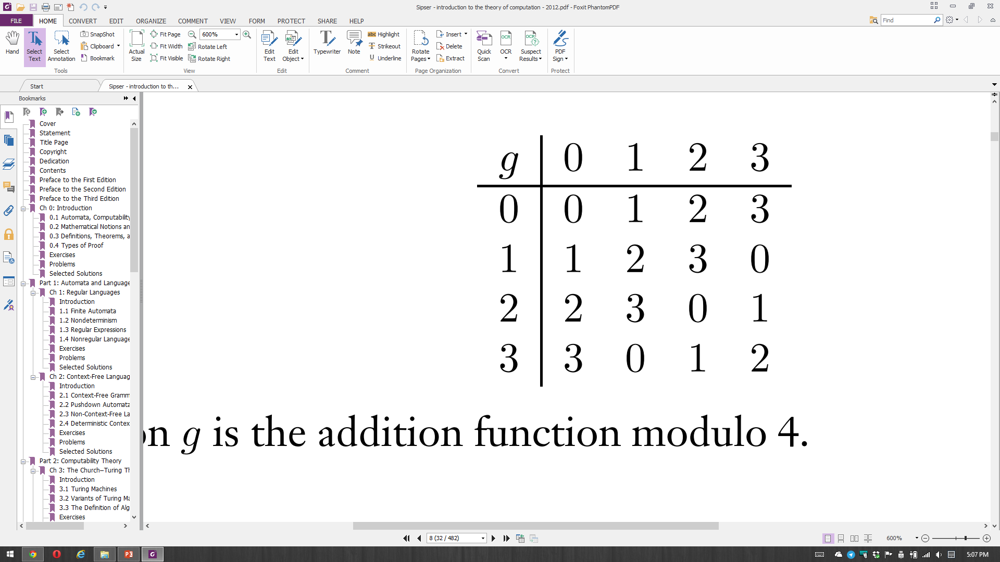 Sipser - introduction to the theory of computation - 2012.pdf - Foxit PhantomPDF
FILE HOME CONVERT EDIT ORGANIZE COMMENT VIEW FORM PROTECT SHARE HELP Find
Hand
Select Text
Select Annotation
SnapShot
Clipboard
Bookmark
Tools
Actual Size
Fit Page
Fit Width
Fit Visible
600%
Rotate Left
Rotate Right
View
Edit Text
Edit Object
Edit
Typewriter
Note
Highlight
Strikeout
Underline
Comment
Rotate Pages
Insert
Delete
Extract
Page Organization
Quick Scan
OCR
Suspect Results
Convert
PDF Sign
Protect
Start
Sipser - introduction to th...
Bookmarks
Cover
Statement
Title Page
Copyright
Dedication
Contents
Preface to the First Edition
Preface to the Second Edition
Preface to the Third Edition
Ch 0: Introduction
0.1 Automata, Computability
0.2 Mathematical Notions an
0.3 Definitions, Theorems, a
0.4 Types of Proof
Exercises
Problems
Selected Solutions
Part 1: Automata and Language
Ch 1: Regular Languages
Introduction
1.1 Finite Automata
1.2 Nondeterminism
1.3 Regular Expressions
1.4 Nonregular Language
Exercises
Problems
Selected Solutions
Ch 2: Context-Free Languag
Introduction
2.1 Context-Free Gramm
2.2 Pushdown Automata
2.3 Non-Context-Free La
2.4 Deterministic Contex
Exercises
Problems
Selected Solutions
Part 2: Computability Theory
Ch 3: The Church–Turing Th
Introduction
3.1 Turing Machines
3.2 Variants of Turing Ma
3.3 The Definition of Alg
Exercises
g 0 1 2 3
0 0 1 2 3
1 1 2 3 0
2 2 3 0 1
3 3 0 1 2
on g is the addition function modulo 4.
8 (32 / 482)
600%
5:07 PM